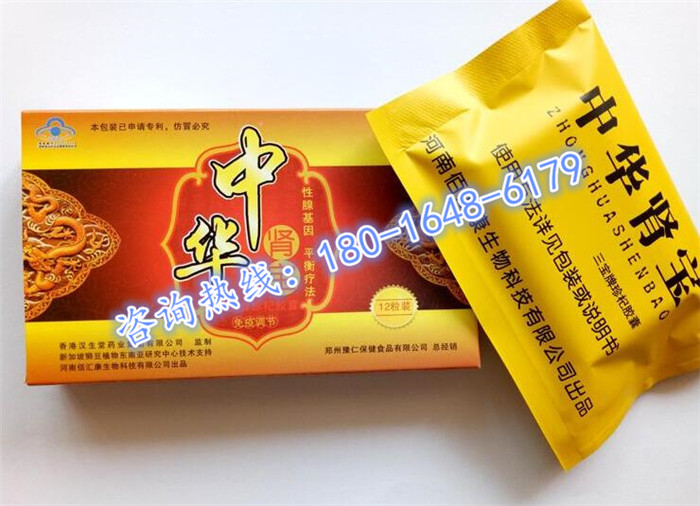 本包装已申请专利，仿冒必究
中华
肾
性腺基因 平衡疗法
免疫调节
12粒装
香港汉生堂药业 有限公司 监制
新加坡狮豆植物东南亚研究中心技术支持
河南佰汇康生物科技有限公司出品
郑州豫仁保健食品有限公司 总经销
中华肾宝
ZHONGHUASHENBAO
三宝牌珍杞胶囊
使用方法详见包装或说明书
河南佰 康生物科技有限公司出品
咨询热线：180-1648-6179